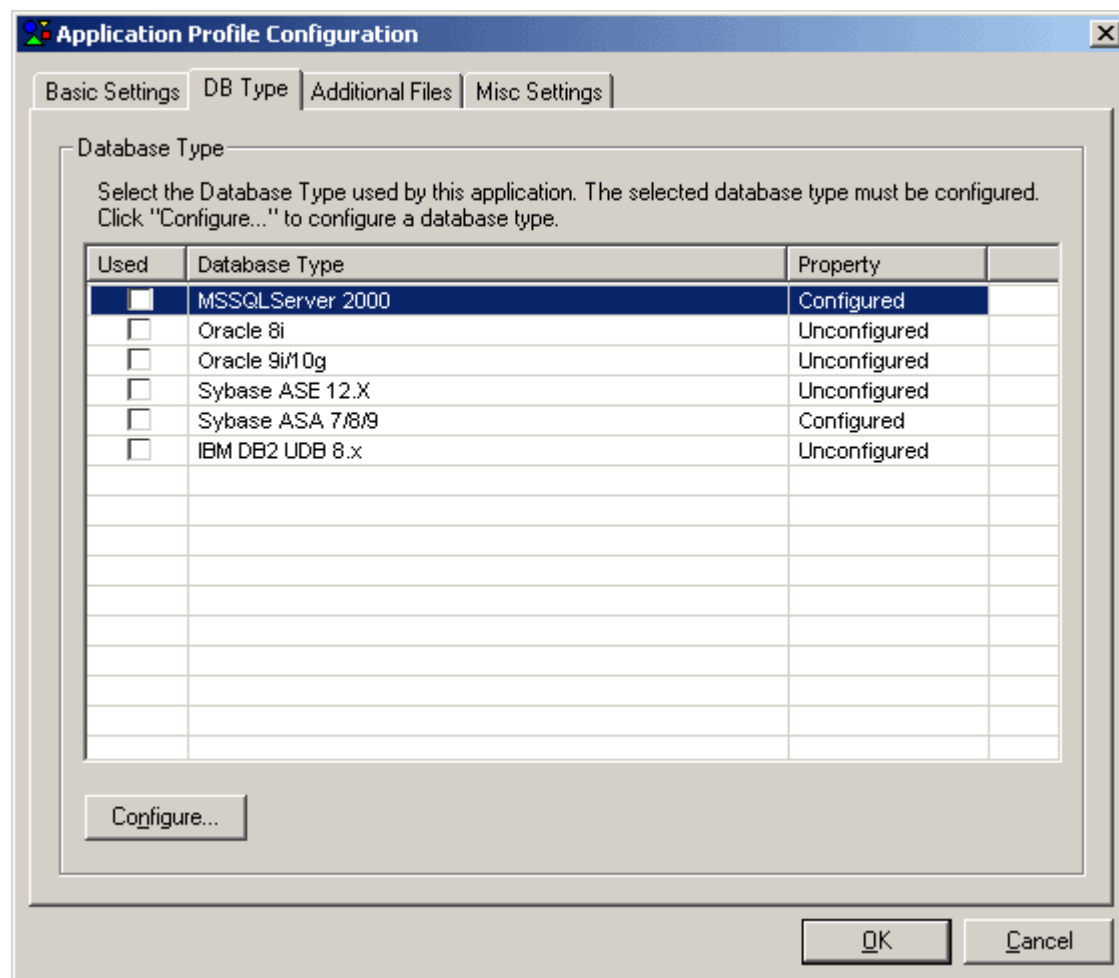 Application Profile Configuration
Basic Settings DB Type Additional Files Misc Settings
Database Type
Select the Database Type used by this application. The selected database type must be configured.
Click "Configure..." to configure a database type.
Used Database Type Property
MSSQLServer 2000 Configured
Oracle 8i Unconfigured
Oracle 9i/10g Unconfigured
Sybase ASE 12.X Unconfigured
Sybase ASA 7/8/9 Configured
IBM DB2 UDB 8.x Unconfigured
Configure...
OK Cancel